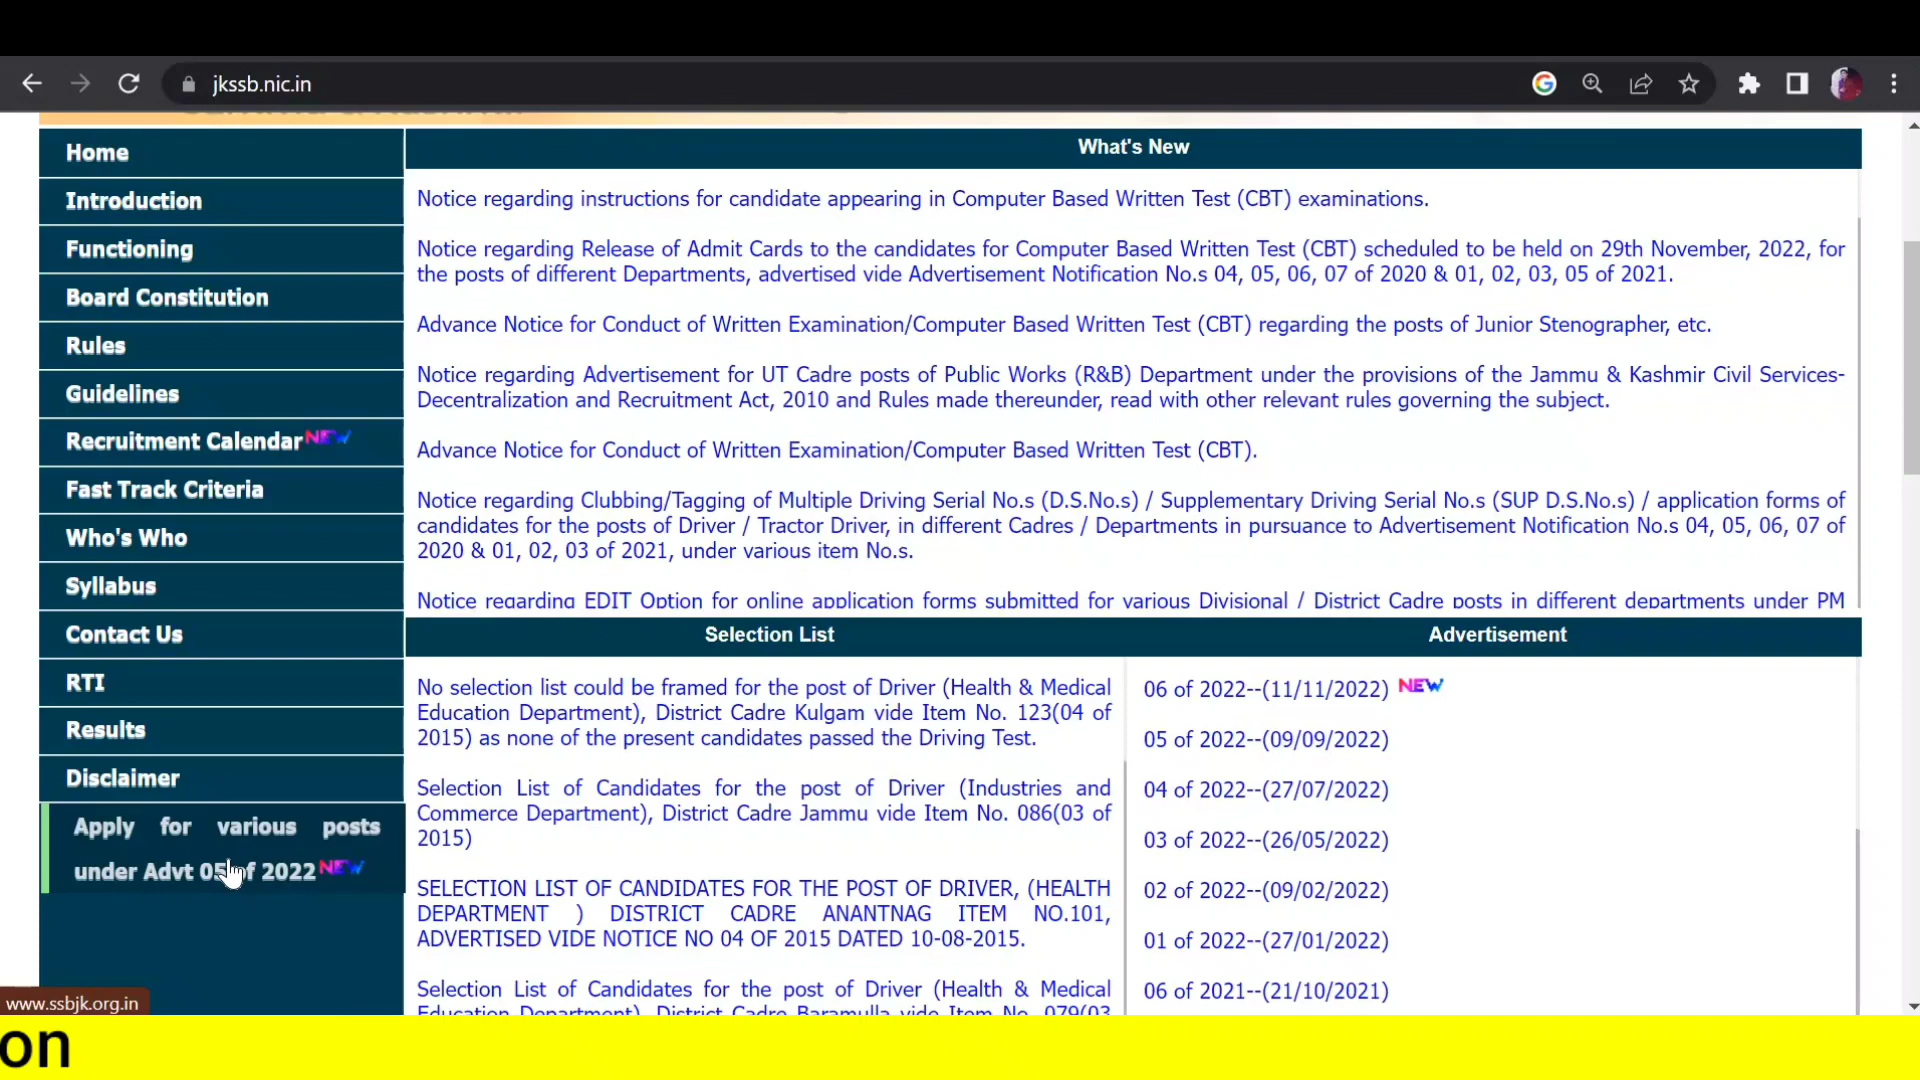 jkssb.nic.in
Home
Introduction
Functioning
Board Constitution
Rules
Guidelines
Recruitment Calendar NEW
Fast Track Criteria
Who's Who
Syllabus
Contact Us
RTI
Results
Disclaimer
Apply for various posts
under Advt 05 of 2022 NEW
What's New
Notice regarding instructions for candidate appearing in Computer Based Written Test (CBT) examinations.
Notice regarding Release of Admit Cards to the candidates for Computer Based Written Test (CBT) scheduled to be held on 29th November, 2022, for
the posts of different Departments, advertised vide Advertisement Notification No.s 04, 05, 06, 07 of 2020 & 01, 02, 03, 05 of 2021.
Advance Notice for Conduct of Written Examination/Computer Based Written Test (CBT) regarding the posts of Junior Stenographer, etc.
Notice regarding Advertisement for UT Cadre posts of Public Works (R&B) Department under the provisions of the Jammu & Kashmir Civil Services-
Decentralization and Recruitment Act, 2010 and Rules made thereunder, read with other relevant rules governing the subject.
Advance Notice for Conduct of Written Examination/Computer Based Written Test (CBT).
Notice regarding Clubbing/Tagging of Multiple Driving Serial No.s (D.S.No.s) / Supplementary Driving Serial No.s (SUP D.S.No.s) / application forms of
candidates for the posts of Driver / Tractor Driver, in different Cadres / Departments in pursuance to Advertisement Notification No.s 04, 05, 06, 07 of
2020 & 01, 02, 03 of 2021, under various item No.s.
Notice regarding EDIT Option for online application forms submitted for various Divisional / District Cadre posts in different departments under PM
Selection List
No selection list could be framed for the post of Driver (Health & Medical
Education Department), District Cadre Kulgam vide Item No. 123(04 of
2015) as none of the present candidates passed the Driving Test.
Selection List of Candidates for the post of Driver (Industries and
Commerce Department), District Cadre Jammu vide Item No. 086(03 of
2015)
SELECTION LIST OF CANDIDATES FOR THE POST OF DRIVER, (HEALTH
DEPARTMENT ) DISTRICT CADRE ANANTNAG ITEM NO.101,
ADVERTISED VIDE NOTICE NO 04 OF 2015 DATED 10-08-2015.
Selection List of Candidates for the post of Driver (Health & Medical
Education Department), District Cadre Baramulla vide Item No. 079(03
Advertisement
06 of 2022--(11/11/2022) NEW
05 of 2022--(09/09/2022)
04 of 2022--(27/07/2022)
03 of 2022--(26/05/2022)
02 of 2022--(09/02/2022)
01 of 2022--(27/01/2022)
06 of 2021--(21/10/2021)
www.ssbjk.org.in
on